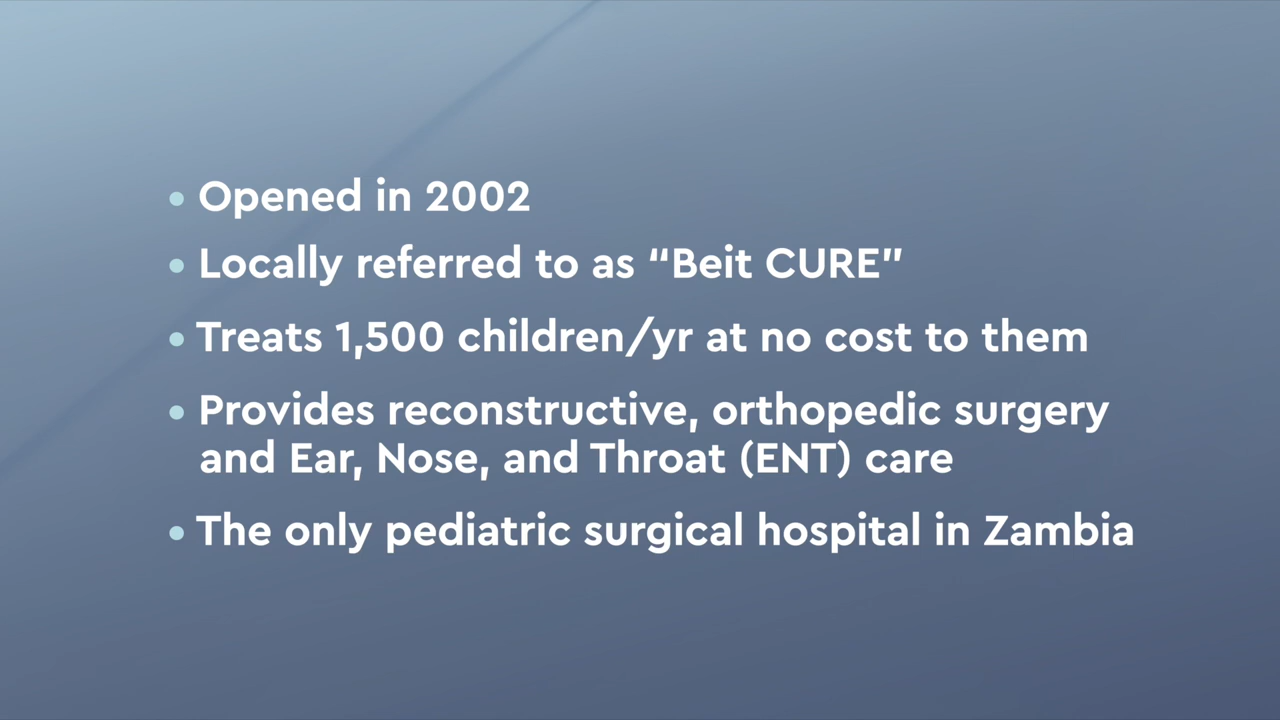 • Opened in 2002
• Locally referred to as “Beit CURE”
• Treats 1,500 children/yr at no cost to them
• Provides reconstructive, orthopedic surgery
and Ear, Nose, and Throat (ENT) care
• The only pediatric surgical hospital in Zambia